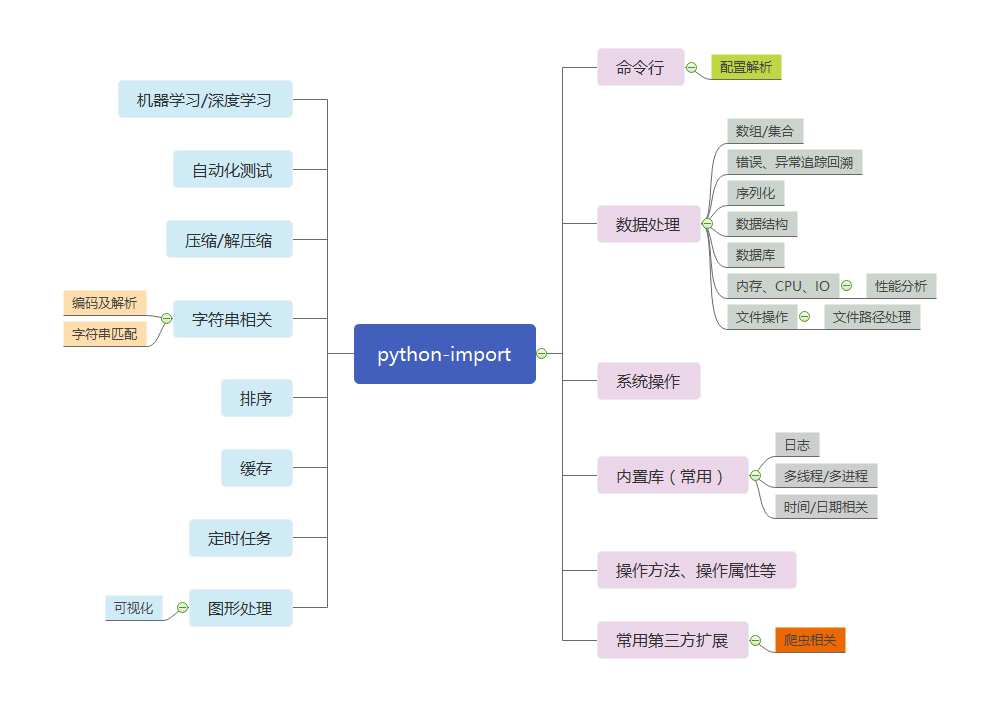 python-import
命令行
配置解析
数据处理
数组/集合
错误、异常追踪回溯
序列化
数据结构
数据库
内存、CPU、IO
性能分析
文件操作
文件路径处理
系统操作
内置库（常用）
日志
多线程/多进程
时间/日期相关
操作方法、操作属性等
常用第三方扩展
爬虫相关
机器学习/深度学习
自动化测试
压缩/解压缩
字符串相关
编码及解析
字符串匹配
排序
缓存
定时任务
图形处理
可视化